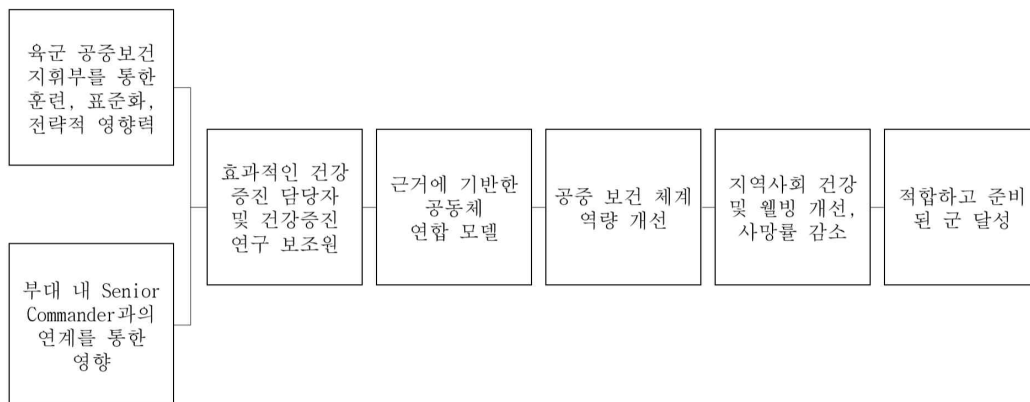 육군 공중보건
지휘부를 통한
훈련, 표준화,
전략적 영향력
부대 내 Senior
Commander과의
연계를 통한
영향
효과적인 건강
증진 담당자
및 건강증진
연구 보조원
근거에 기반한
공동체
연합 모델
공중 보건 체계
역량 개선
지역사회 건강
및 웰빙 개선,
사망률 감소
적합하고 준비
된 군 달성